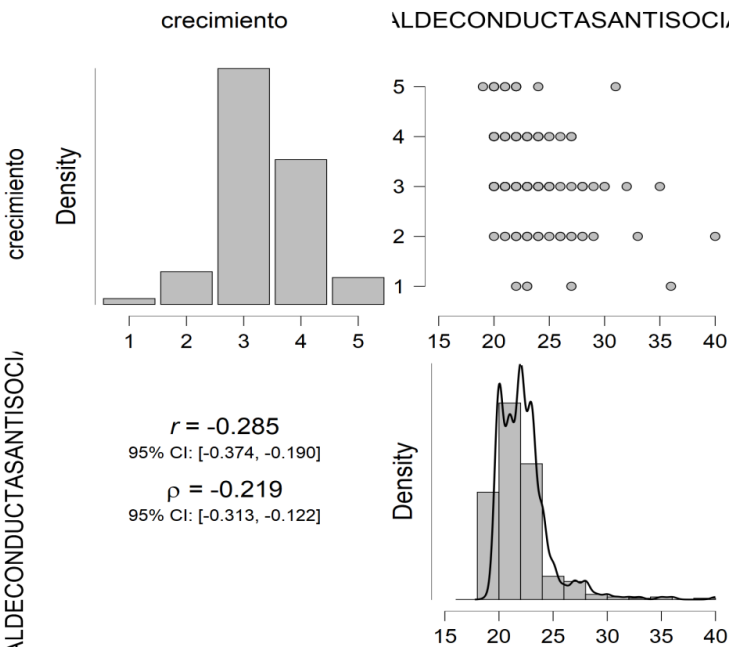 crecimiento
ALDECONDUCTASANTISOCIA
crecimiento
Density
5
4
3
2
1
1 2 3 4 5
15 20 25 30 35 40
ALDECONDUCTASANTISOCIA
r = -0.285
95% CI: [-0.374, -0.190]
ρ = -0.219
95% CI: [-0.313, -0.122]
Density
15 20 25 30 35 40